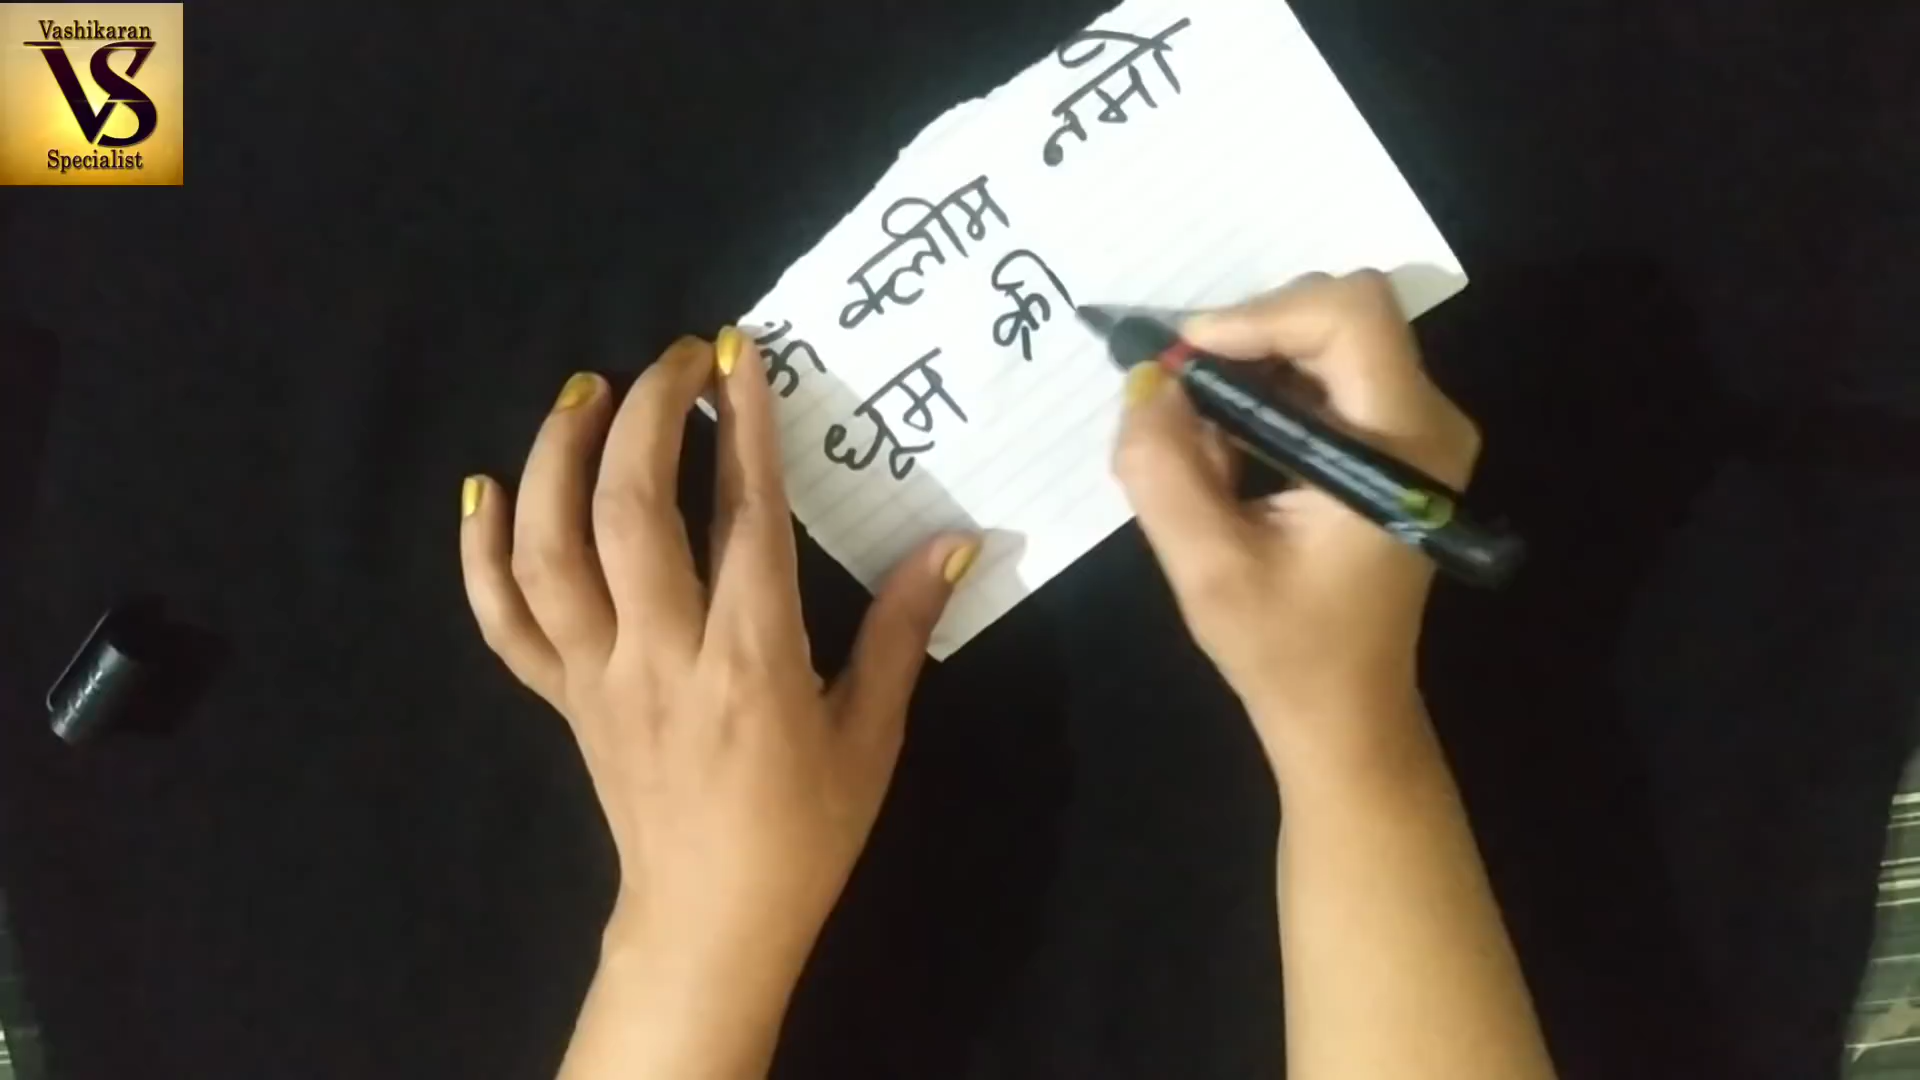 Vashikaran
VS
Specialist
ॐ क्लीम नमो
धूम की